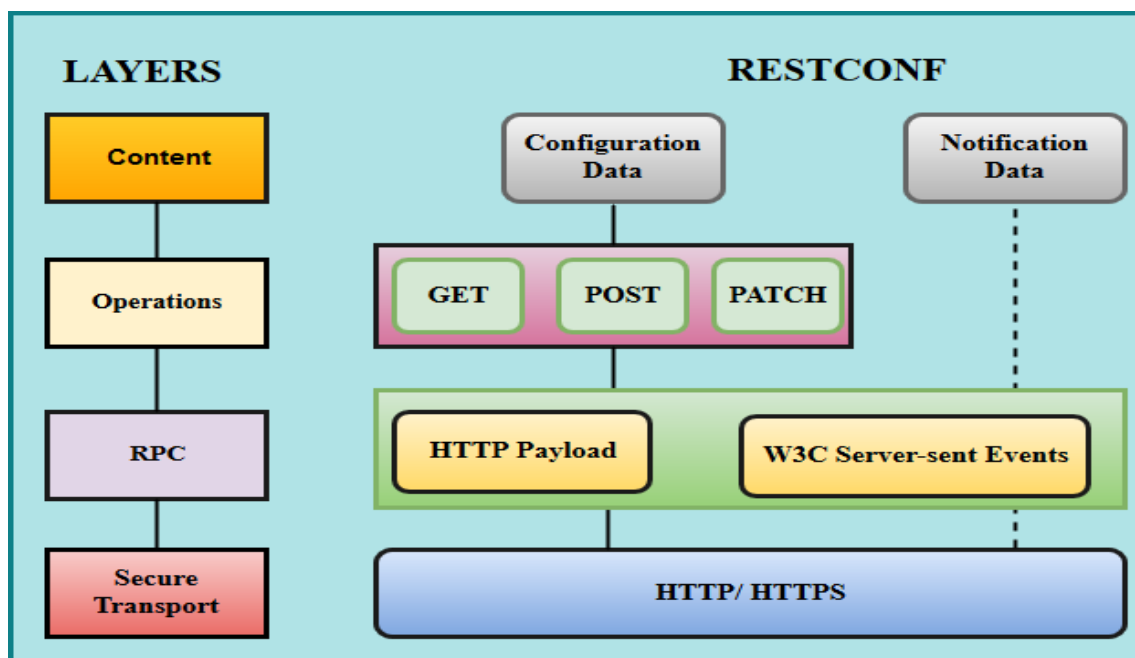 LAYERS
RESTCONF
Content
Configuration
Data
Notification
Data
Operations
GET
POST
PATCH
RPC
HTTP Payload
W3C Server-sent Events
Secure
Transport
HTTP/ HTTPS